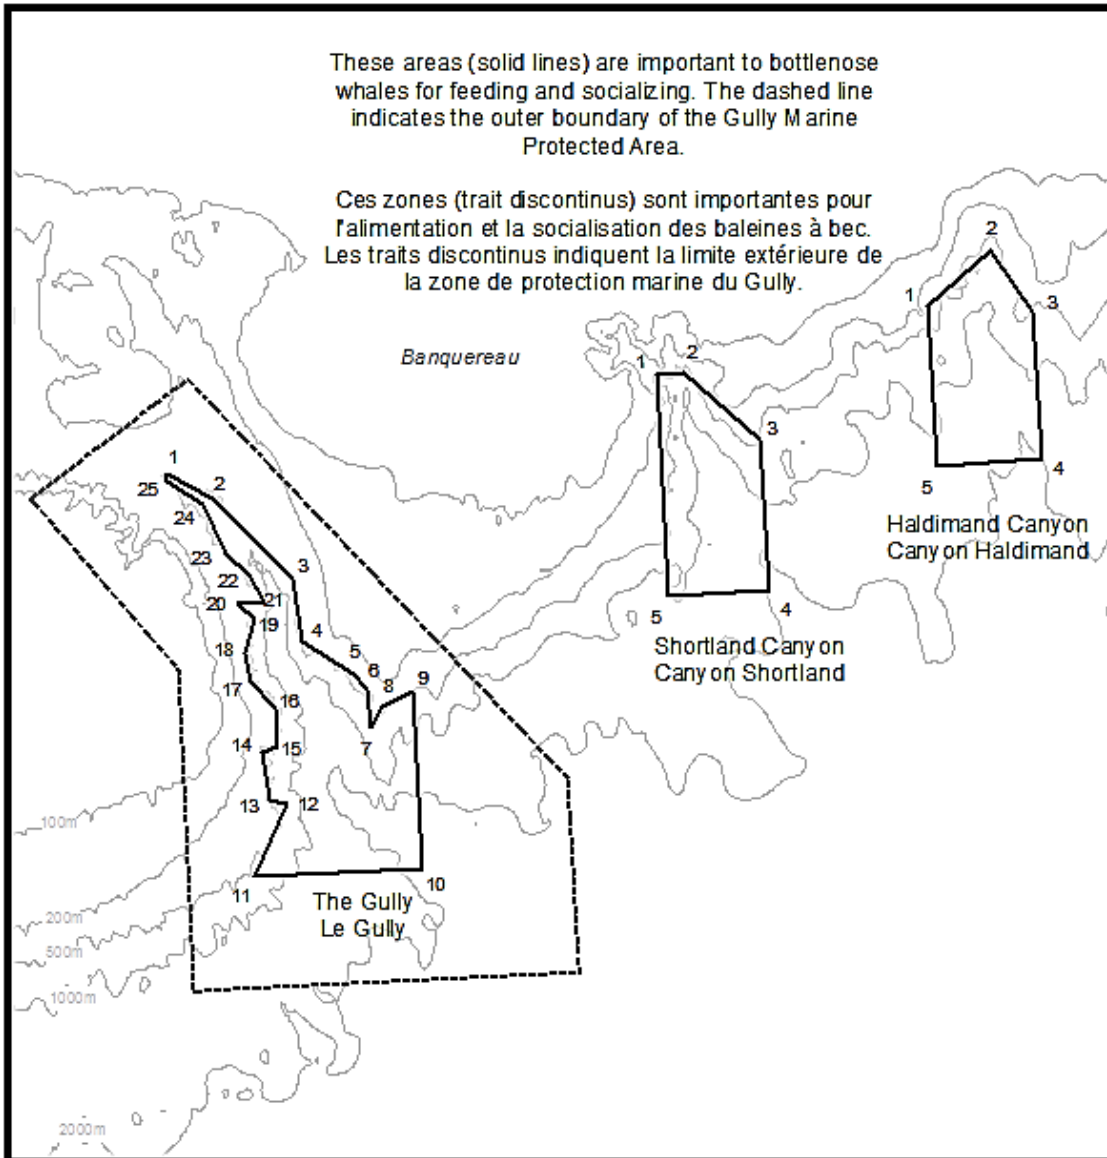 These areas (solid lines) are important to bottlenose
whales for feeding and socializing. The dashed line
indicates the outer boundary of the Gully Marine
Protected Area.
Ces zones (trait discontinus) sont importantes pour
l'alimentation et la socialisation des baleines à bec.
Les traits discontinus indiquent la limite extérieure de
la zone de protection marine du Gully.
Banquereau
1
2
3
4
5
Haldimand Canyon
Canyon Haldimand
1
2
3
4
5
Shortland Canyon
Canyon Shortland
1
2
3
4
5
6
7
8
9
10
11
12
13
14
15
16
17
18
19
20
21
22
23
24
25
The Gully
Le Gully
100m
200m
500m
1000m
2000m